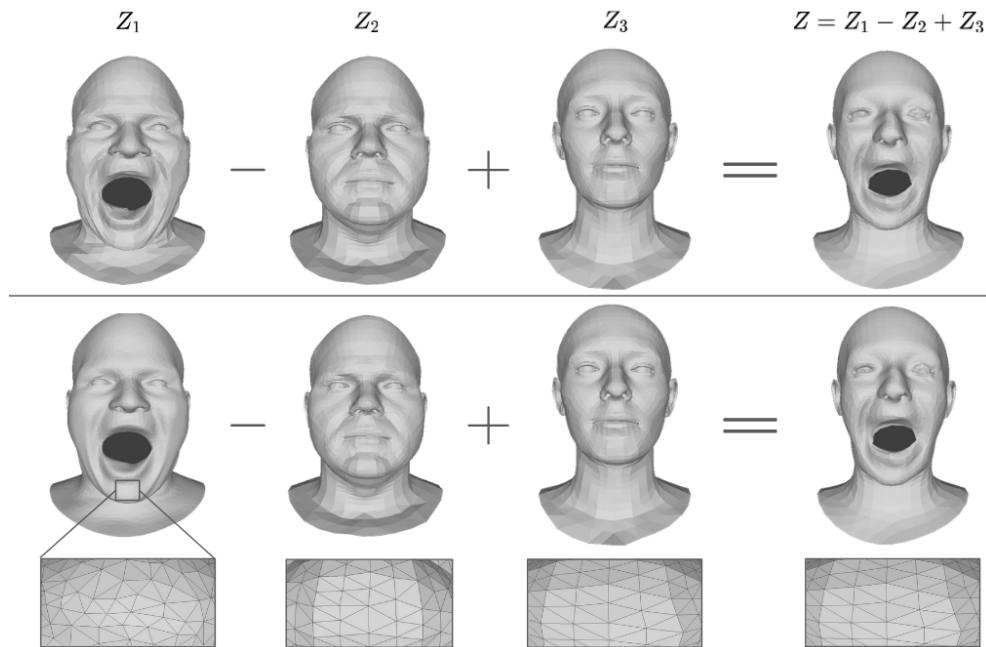 Z₁
Z₂
Z₃
Z = Z₁ − Z₂ + Z₃
− + =
− + =